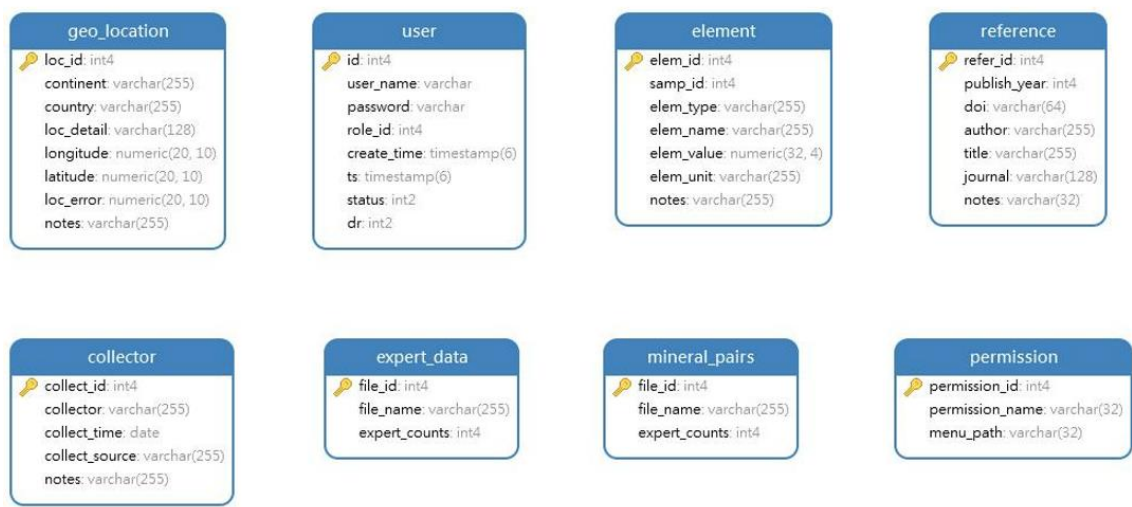 geo_location
loc_id: int4
continent: varchar(255)
country: varchar(255)
loc_detail: varchar(128)
longitude: numeric(20, 10)
latitude: numeric(20, 10)
loc_error: numeric(20, 10)
notes: varchar(255)
user
id: int4
user_name: varchar
password: varchar
role_id: int4
create_time: timestamp(6)
ts: timestamp(6)
status: int2
dr: int2
element
elem_id: int4
samp_id: int4
elem_type: varchar(255)
elem_name: varchar(255)
elem_value: numeric(32, 4)
elem_unit: varchar(255)
notes: varchar(255)
reference
refer_id: int4
publish_year: int4
doi: varchar(64)
author: varchar(255)
title: varchar(255)
journal: varchar(128)
notes: varchar(32)
collector
collect_id: int4
collector: varchar(255)
collect_time: date
collect_source: varchar(255)
notes: varchar(255)
expert_data
file_id: int4
file_name: varchar(255)
expert_counts: int4
mineral_pairs
file_id: int4
file_name: varchar(255)
expert_counts: int4
permission
permission_id: int4
permission_name: varchar(32)
menu_path: varchar(32)